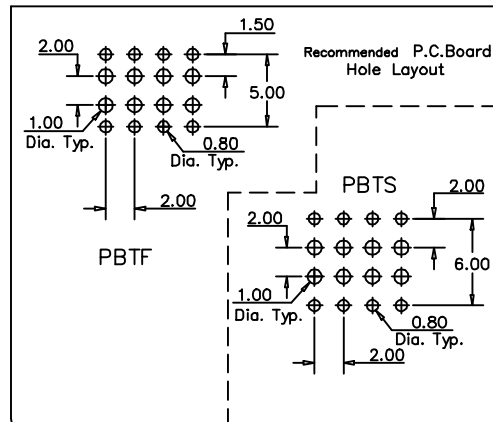 1.50
2.00
Recommended P.C.Board
Hole Layout
5.00
1.00
Dia. Typ.
0.80
Dia. Typ.
2.00
PBTF
PBTS
2.00
2.00
6.00
1.00
Dia. Typ.
0.80
Dia. Typ.
2.00